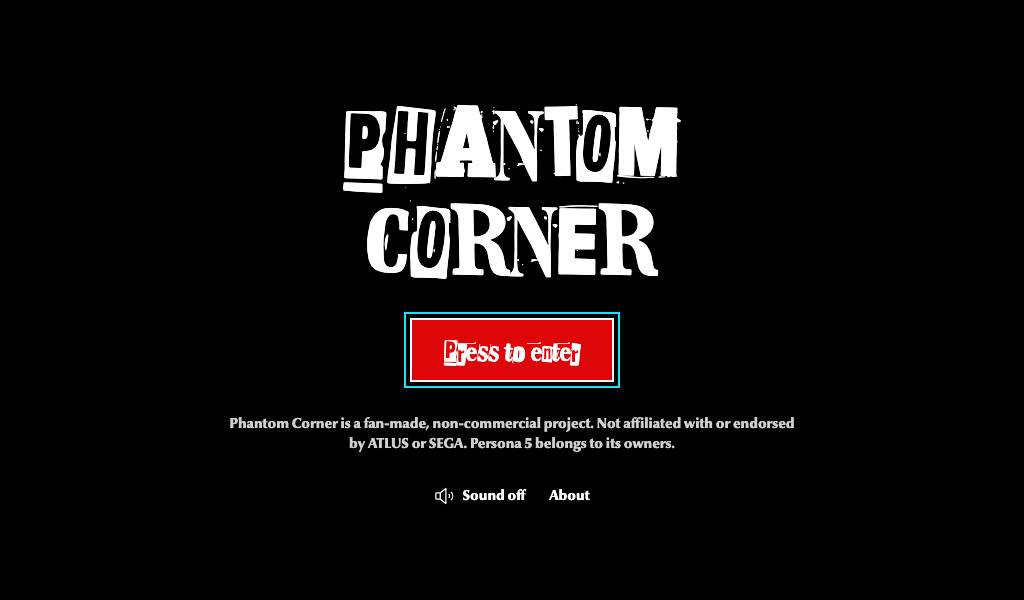 PHANTOM
CORNER
Press to enter
Phantom Corner is a fan-made, non-commercial project. Not affiliated with or endorsed
by ATLUS or SEGA. Persona 5 belongs to its owners.
Sound off
About